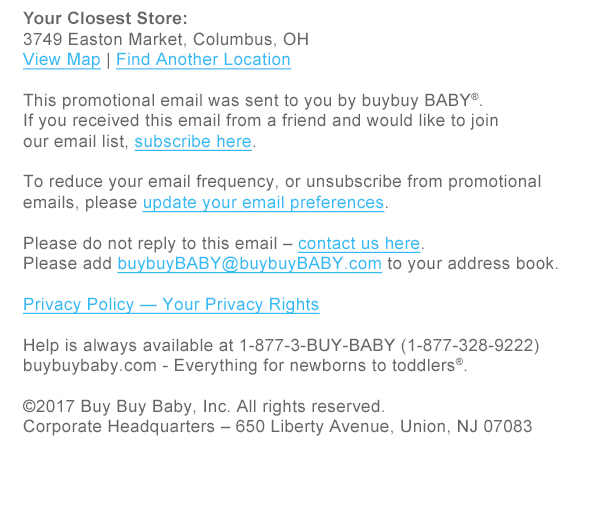 Your Closest Store:
3749 Easton Market, Columbus, OH
View Map | Find Another Location
This promotional email was sent to you by buybuy BABY®.
If you received this email from a friend and would like to join
our email list, subscribe here.
To reduce your email frequency, or unsubscribe from promotional
emails, please update your email preferences.
Please do not reply to this email – contact us here.
Please add buybuyBABY@buybuyBABY.com to your address book.
Privacy Policy — Your Privacy Rights
Help is always available at 1-877-3-BUY-BABY (1-877-328-9222)
buybuybaby.com - Everything for newborns to toddlers®.
©2017 Buy Buy Baby, Inc. All rights reserved.
Corporate Headquarters – 650 Liberty Avenue, Union, NJ 07083